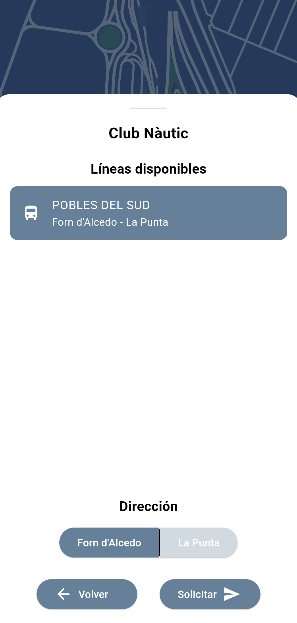 Club Nàutic
Líneas disponibles
POBLES DEL SUD
Forn d'Alcedo - La Punta
Dirección
Forn d'Alcedo
La Punta
Volver
Solicitar